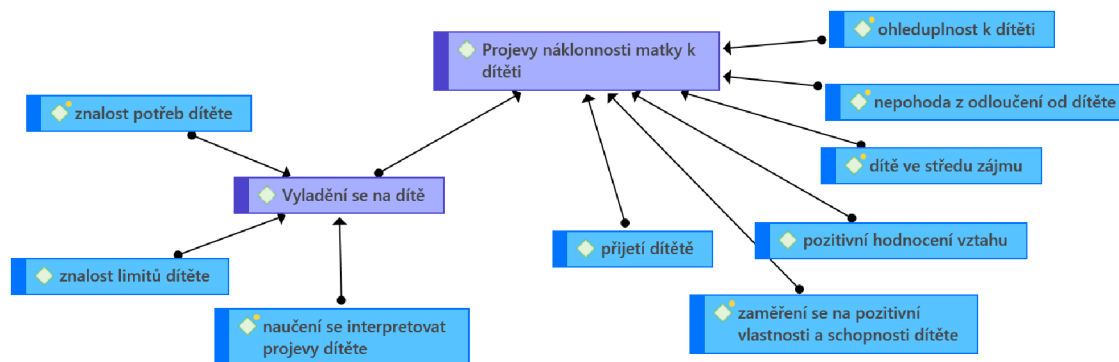 ohleduplnost k dítěti
Projevy náklonnosti matky k
dítěti
nepohoda z odloučení od dítěte
znalost potřeb dítěte
dítě ve středu zájmu
Vyladění se na dítě
pozitivní hodnocení vztahu
přijetí dítětě
znalost limitů dítěte
naučení se interpretovat
projevy dítěte
zaměření se na pozitivní
vlastnosti a schopnosti dítěte